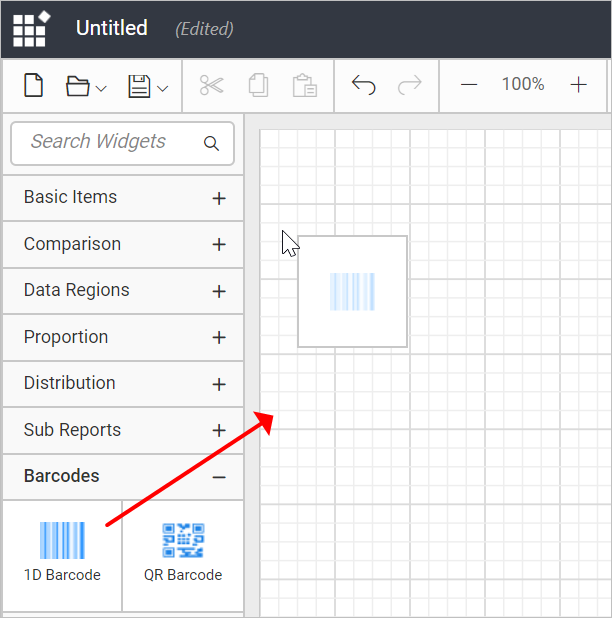 Untitled (Edited)
100%
Search Widgets
Basic Items
Comparison
Data Regions
Proportion
Distribution
Sub Reports
Barcodes
1D Barcode QR Barcode